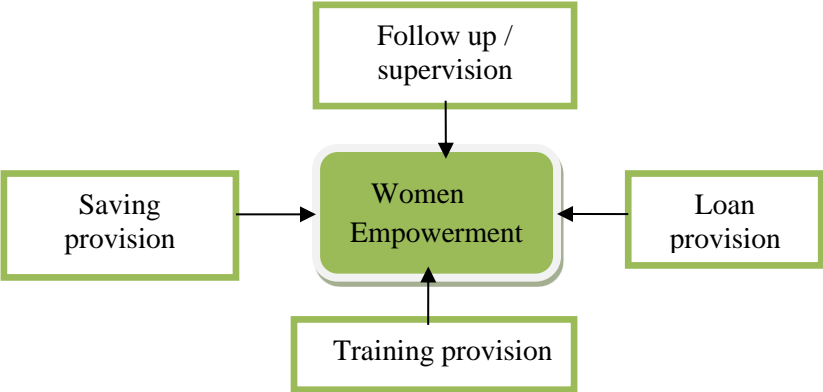 Follow up /
supervision
Saving
provision
Women
Empowerment
Loan
provision
Training provision